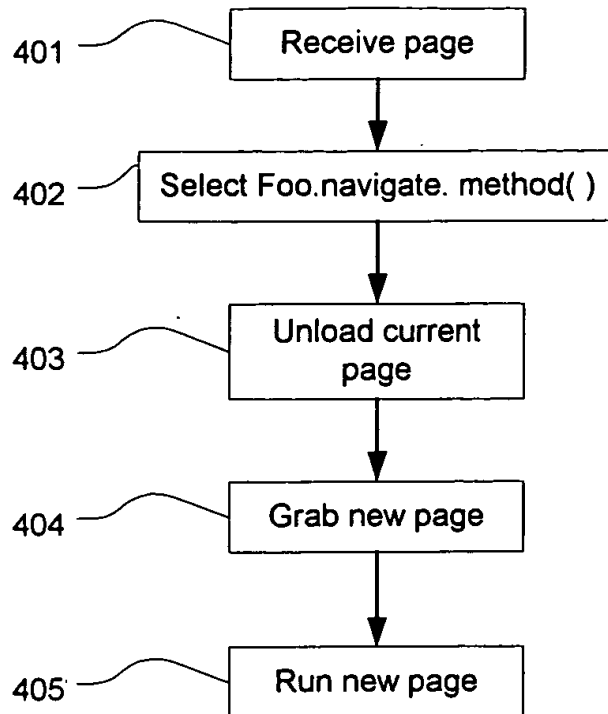 401
Receive page
402
Select Foo.navigate. method( )
403
Unload current
page
404
Grab new page
405
Run new page